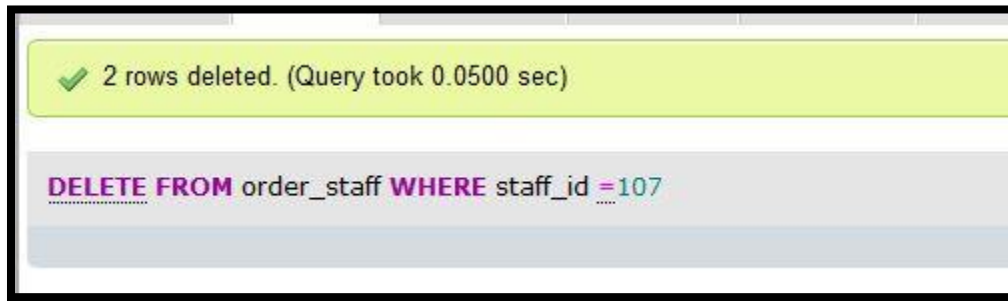 2 rows deleted. (Query took 0.0500 sec)
DELETE FROM order_staff WHERE staff_id =107